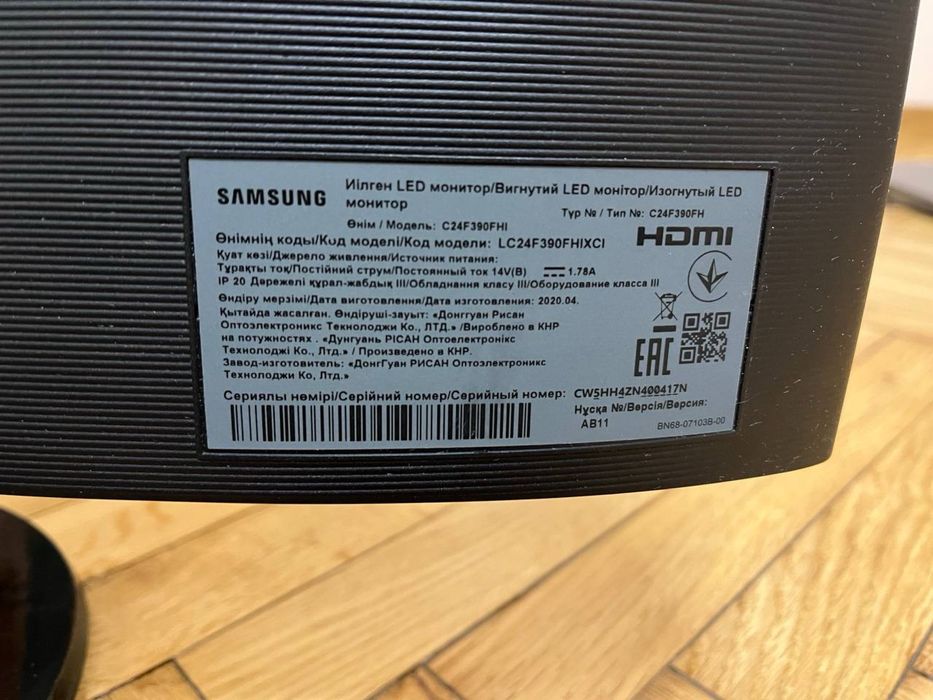 SAMSUNG
Иілген LED монитор/Вигнутий LED монітор/Изогнутый LED
монитор
Түр № / Тип №: C24F390FH
Өнім / Модель: C24F390FHI
Өнімнің коды/Код моделі/Код модели: LC24F390FHIXCI
HDMI
Қуат көзі/Джерело живлення/Источник питания:
Тұрақты ток/Постійний струм/Постоянный ток 14V(В) ⎓ 1.78A
IP 20 Дәрежелі құрал-жабдық III/Обладнання класу III/Оборудование класса III
Өндіру мерзімі/Дата виготовлення/Дата изготовления: 2020.04.
Қытайда жасалған. Өндіруші-зауыт: «Донггуан Рисан
Оптоэлектроникс Текнолоджи Ко., ЛТД.» /Вироблено в КНР
на потужностях . «Дунгуань РІСАН Оптоелектронікс
Технолоджі Ко., Лтд.» / Произведено в КНР.
Завод-изготовитель: «ДонгГуан РИСАН Оптоэлектроникс
Технолоджи Ко, Лтд.»
EAC
Сериялы нөмірі/Серійний номер/Серийный номер: CW5HH4ZN400417N
Нұсқа №/Версія/Версия:
AB11
BN68-07103B-00